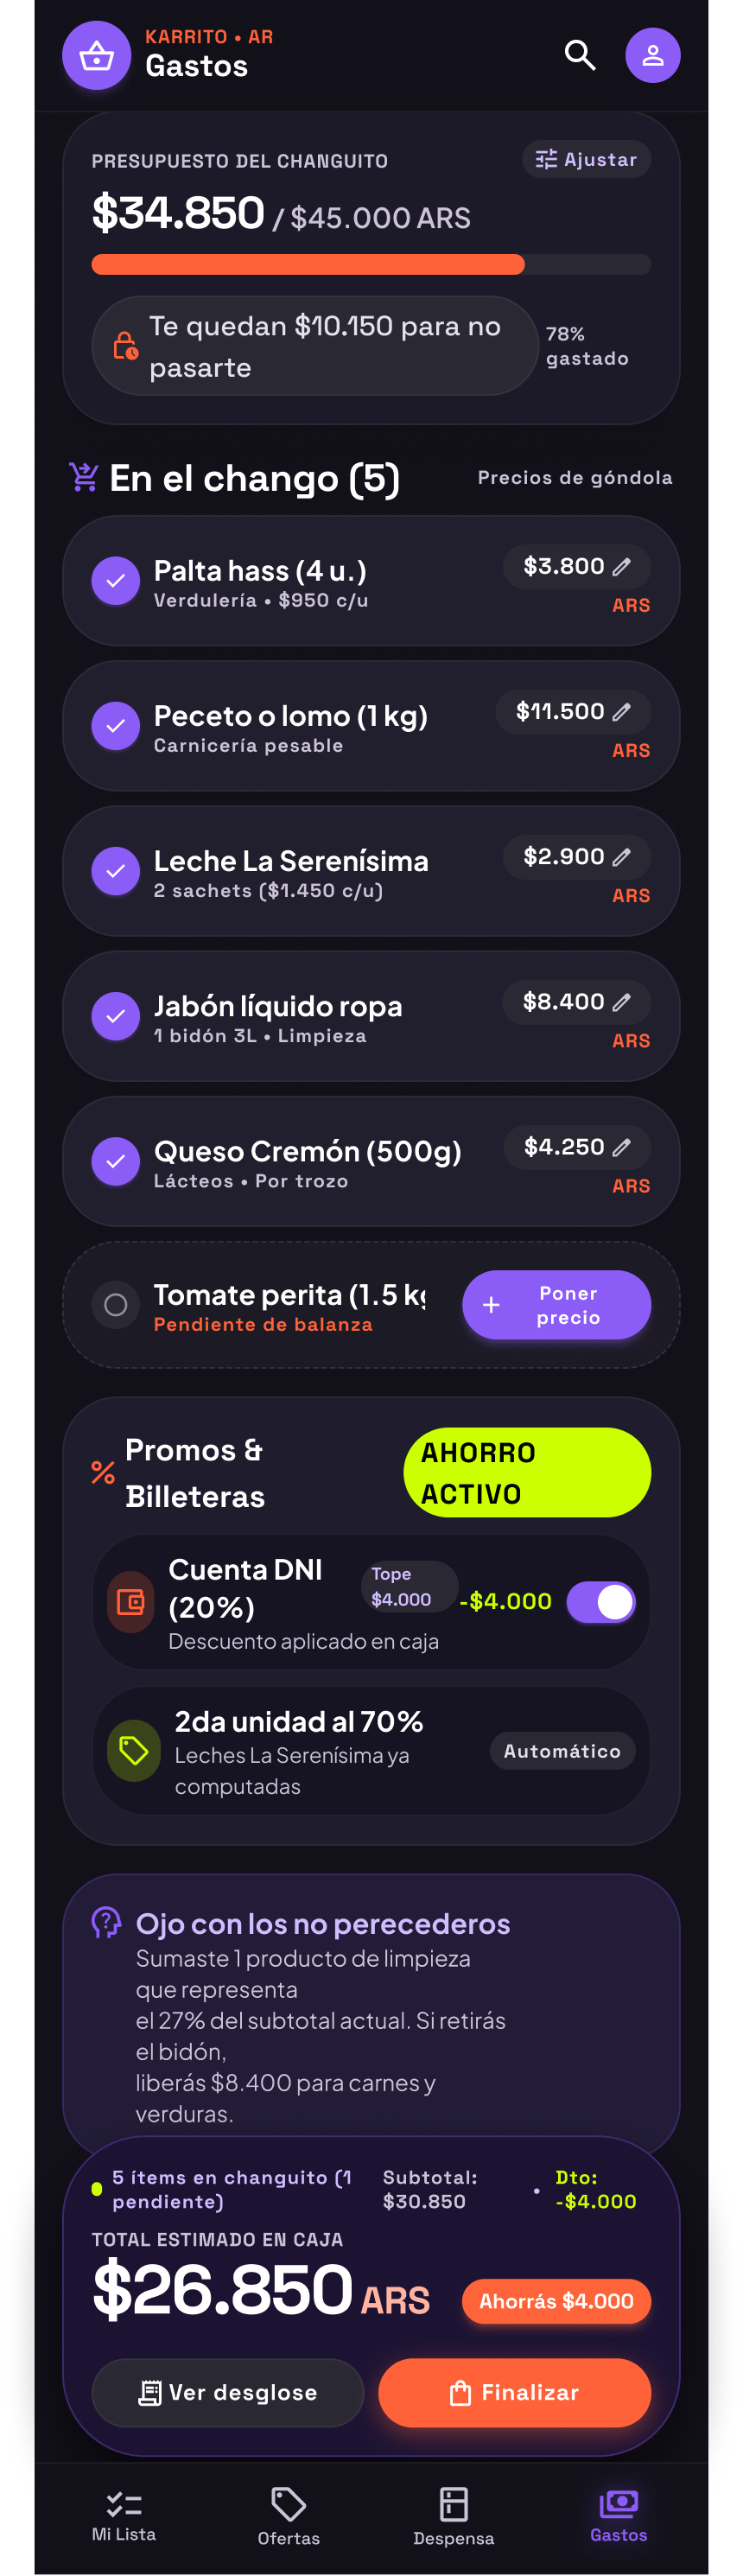 KARRITO • AR
Gastos
PRESUPUESTO DEL CHANGUITO
Ajustar
$34.850 / $45.000 ARS
Te quedan $10.150 para no
pasarte
78%
gastado
En el chango (5)
Precios de góndola
Palta hass (4 u.)
Verdulería • $950 c/u
$3.800
ARS
Peceto o lomo (1 kg)
Carnicería pesable
$11.500
ARS
Leche La Serenísima
2 sachets ($1.450 c/u)
$2.900
ARS
Jabón líquido ropa
1 bidón 3L • Limpieza
$8.400
ARS
Queso Cremón (500g)
Lácteos • Por trozo
$4.250
ARS
Tomate perita (1.5 kg
Pendiente de balanza
Poner
precio
Promos &
Billeteras
AHORRO
ACTIVO
Cuenta DNI
(20%)
Tope
$4.000
-$4.000
Descuento aplicado en caja
2da unidad al 70%
Leches La Serenísima ya
computadas
Automático
Ojo con los no perecederos
Sumaste 1 producto de limpieza
que representa
el 27% del subtotal actual. Si retirás
el bidón,
liberás $8.400 para carnes y
verduras.
5 ítems en changuito (1
pendiente)
Subtotal:
$30.850
•
Dto:
-$4.000
TOTAL ESTIMADO EN CAJA
$26.850 ARS
Ahorrás $4.000
Ver desglose
Finalizar
Mi Lista
Ofertas
Despensa
Gastos